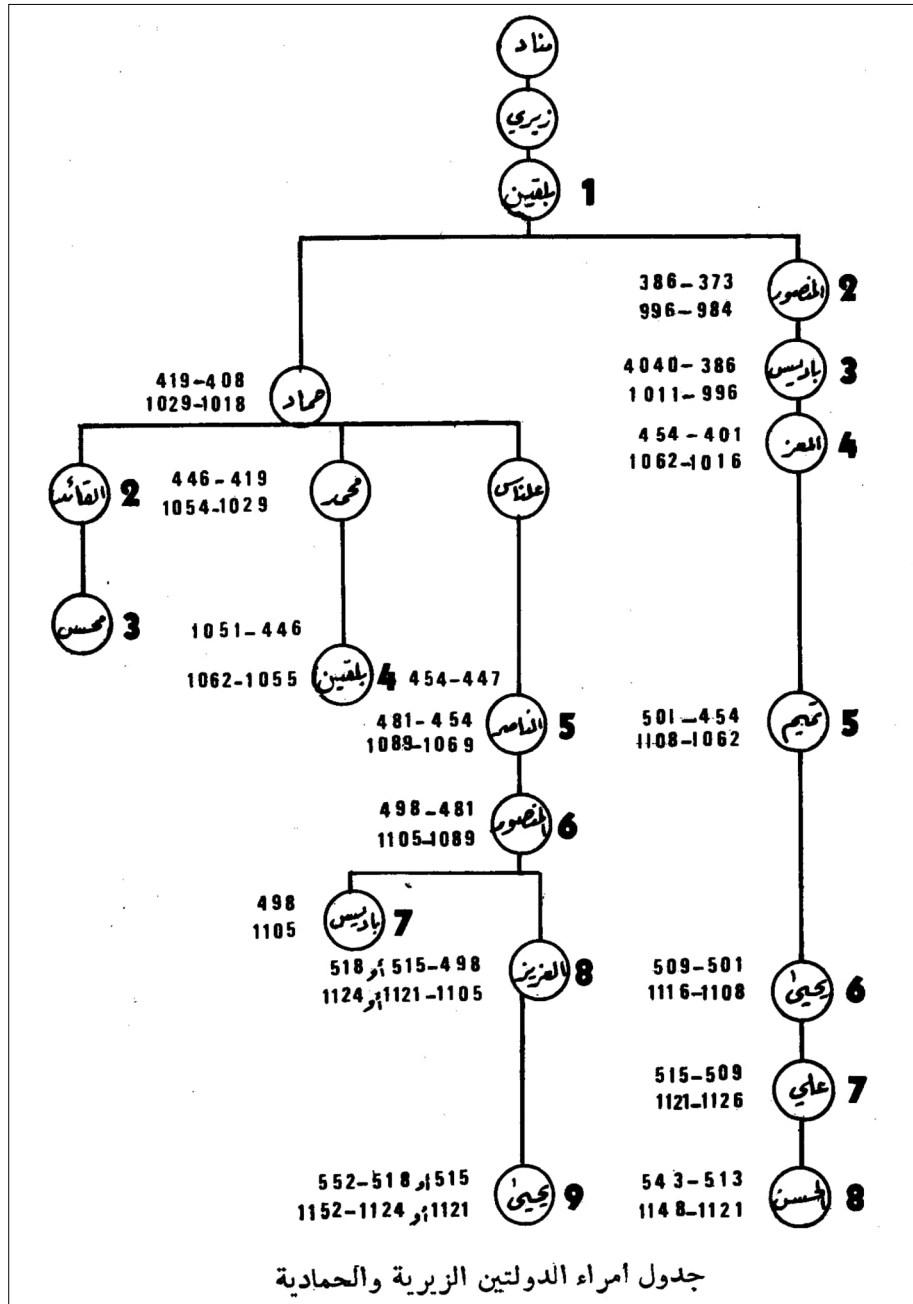 مناد
زيري
بلقين 1
386–373 المنصور 2
996–984
4040–386 باديس 3
1011–996
419–408 حماد
1029–1018
454–401 المعز 4
1062–1016
القائد 2
446–419 محمد
1054–1029
علناس
محسن 3
1051–446
1062–1055 بلقين 4 454–447
481–454 الناصر 5
1089–1069
501–454 تميم 5
1108–1062
498–481 المنصور 6
1105–1089
498 باديس 7
1105
518 أو 515–498 العزيز 8
1124 أو 1121–1105
509–501 يحيىٰ 6
1116–1108
515–509 علي 7
1121–1126
552–518 أو 515 يحيىٰ 9
1152–1124 أو 1121
543–513 الحسن 8
1148–1121
جدول أمراء الدولتين الزيرية والحمادية